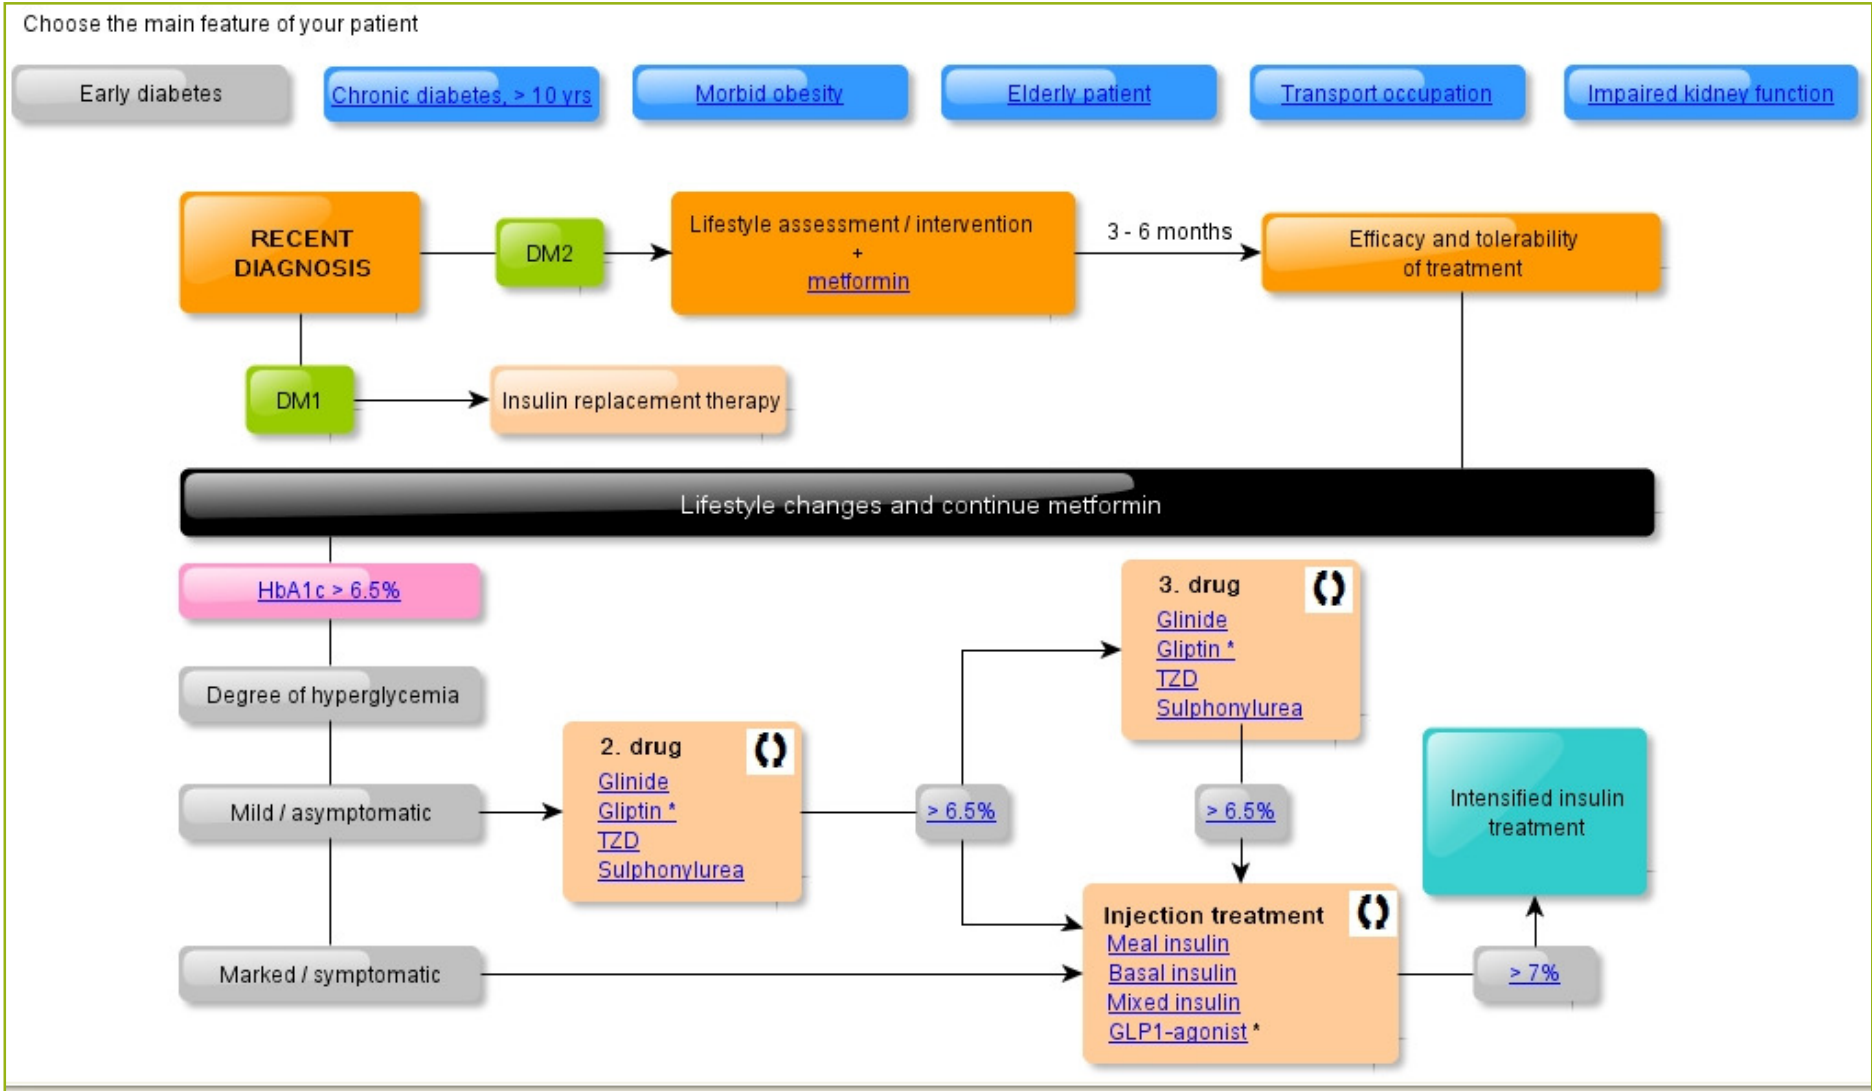 Choose the main feature of your patient
Early diabetes
Chronic diabetes, > 10 yrs
Morbid obesity
Elderly patient
Transport occupation
Impaired kidney function
RECENT
DIAGNOSIS
DM2
Lifestyle assessment / intervention
+
metformin
3 - 6 months
Efficacy and tolerability
of treatment
DM1
Insulin replacement therapy
Lifestyle changes and continue metformin
HbA1c > 6.5%
Degree of hyperglycemia
Mild / asymptomatic
Marked / symptomatic
2. drug
Glinide
Gliptin *
TZD
Sulphonylurea
> 6.5%
3. drug
Glinide
Gliptin *
TZD
Sulphonylurea
> 6.5%
Injection treatment
Meal insulin
Basal insulin
Mixed insulin
GLP1-agonist *
> 7%
Intensified insulin
treatment